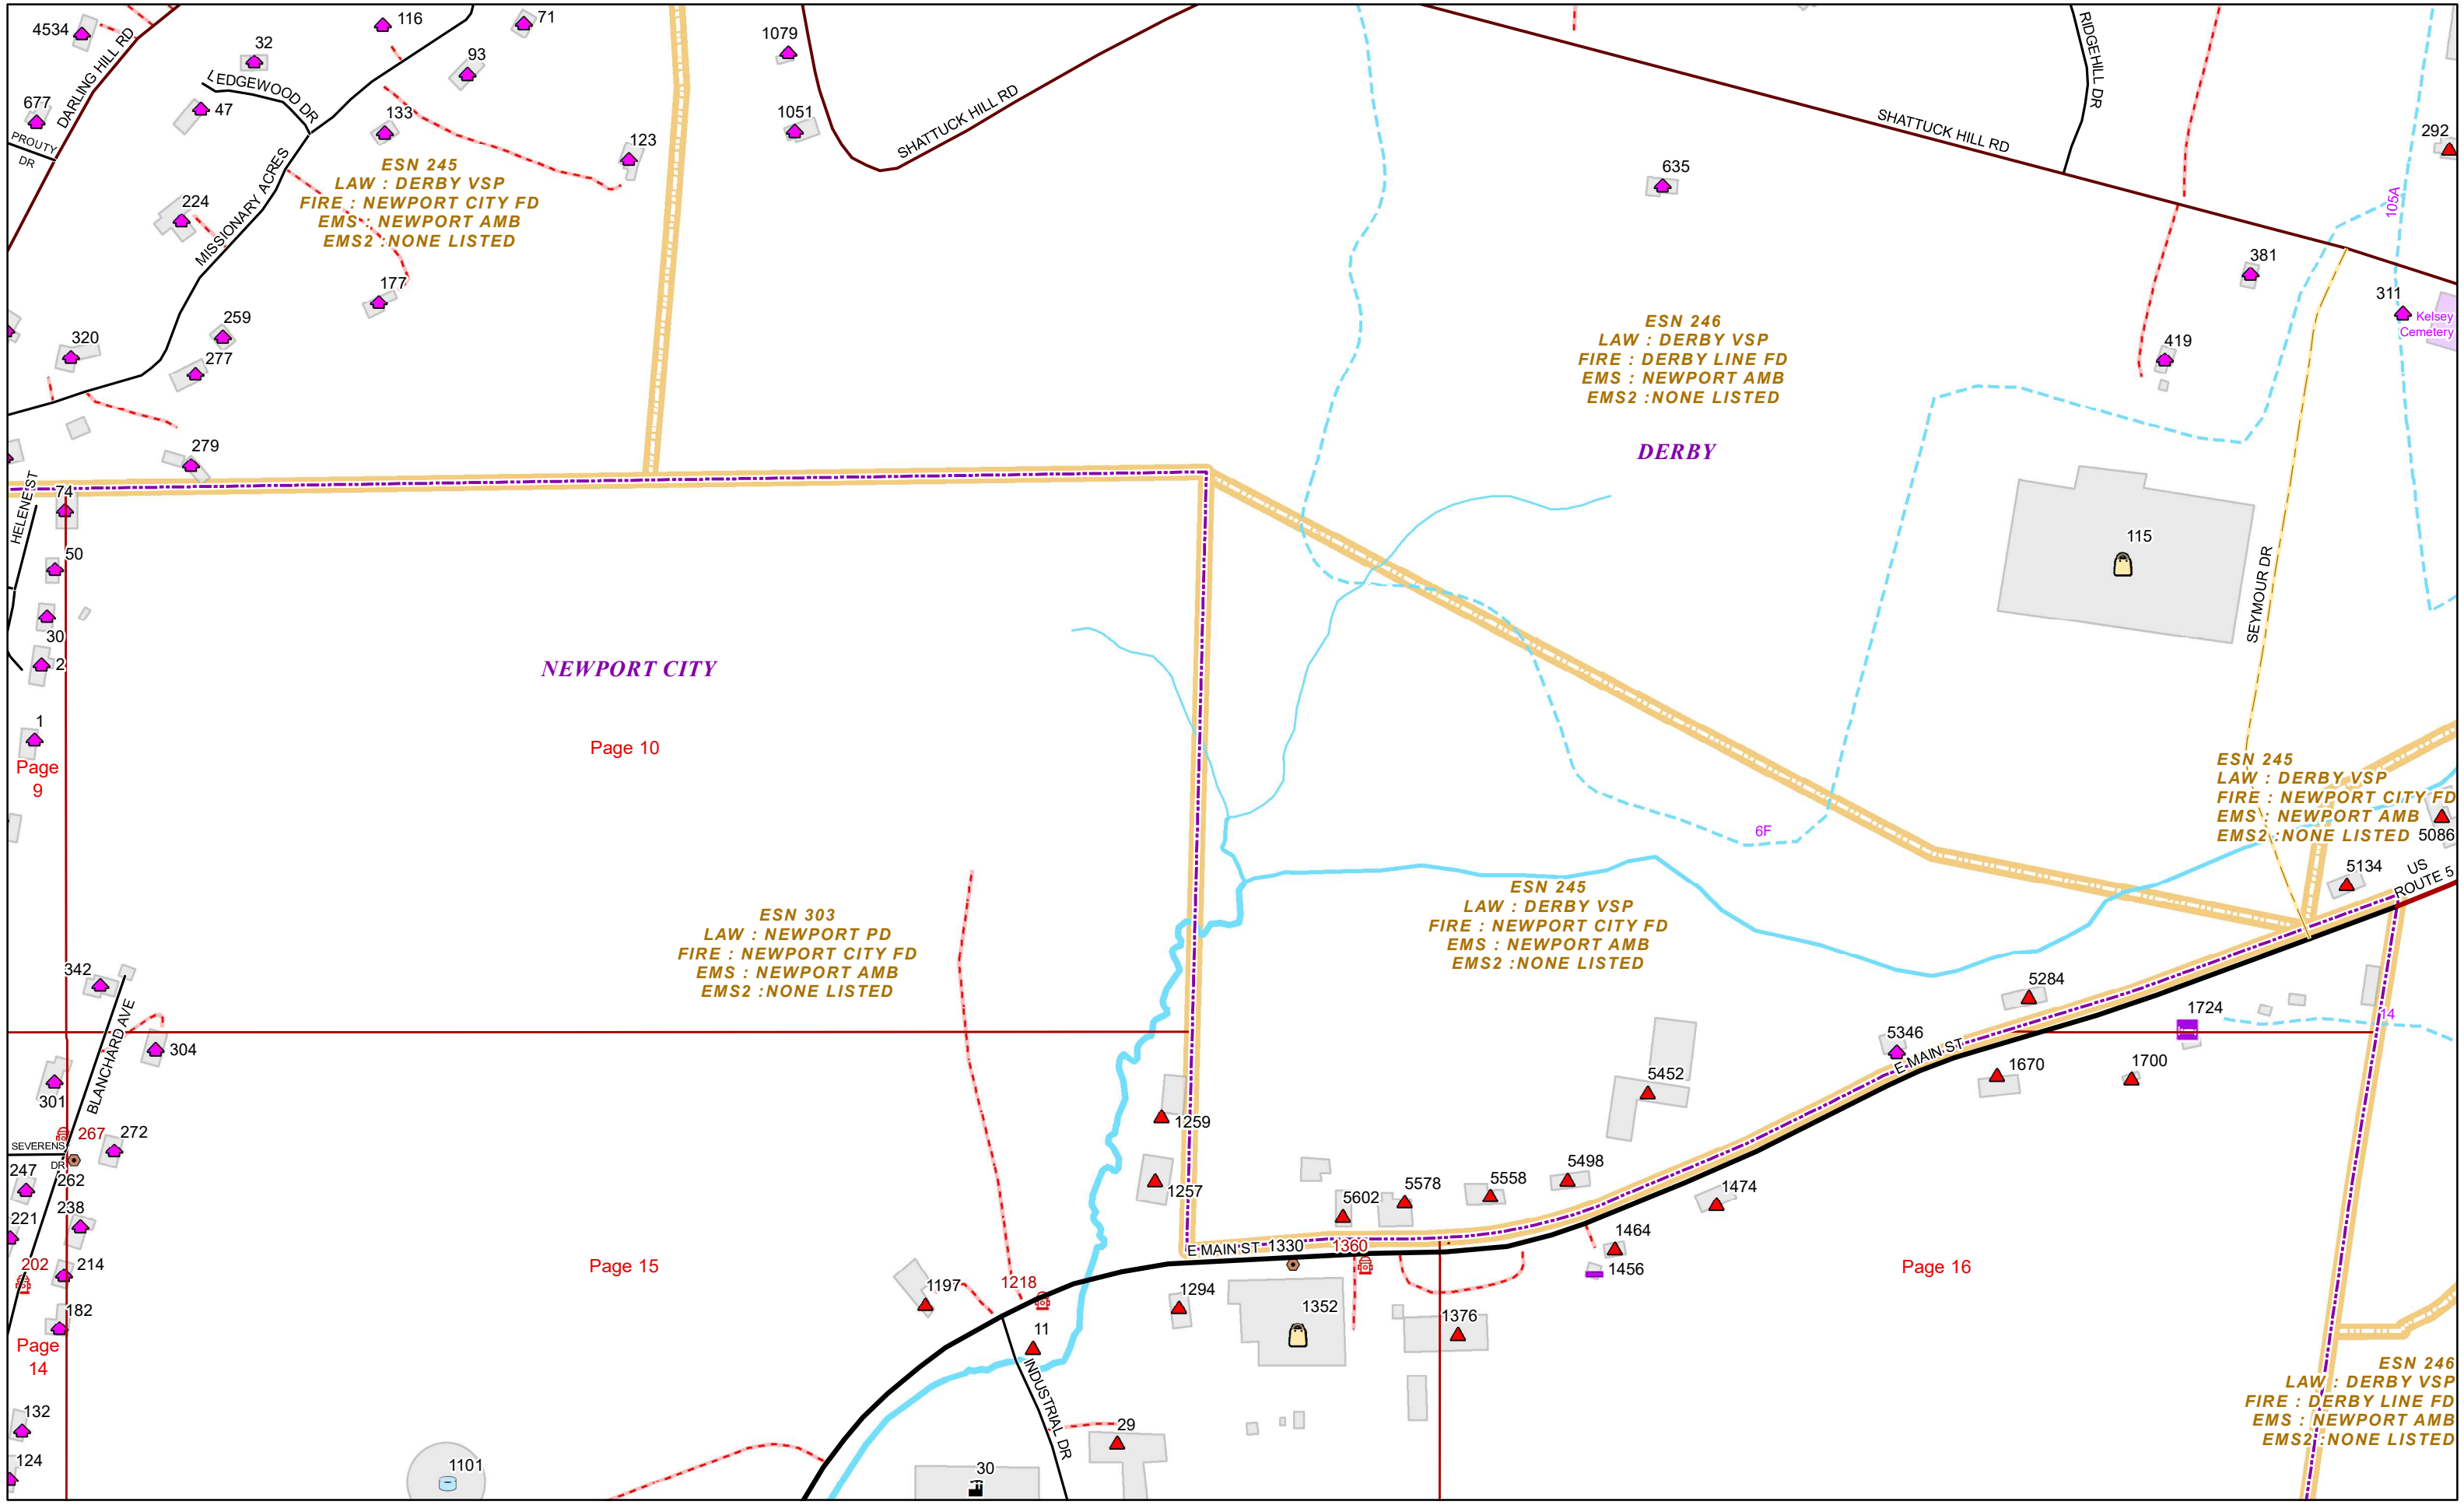 4534
DARLING HILL RD
32
116
71
93
LEDGEWOOD DR
47
677
PROUTY
DR
133
123
1079
1051
SHATTUCK HILL RD
SHATTUCK HILL RD
RIDGEHILL DR
292
635
105A
381
311
Kelsey
Cemetery
419
ESN 245
LAW : DERBY VSP
FIRE : NEWPORT CITY FD
EMS : NEWPORT AMB
EMS2 :NONE LISTED
224
MISSIONARY ACRES
177
259
277
320
279
ESN 246
LAW : DERBY VSP
FIRE : DERBY LINE FD
EMS : NEWPORT AMB
EMS2 :NONE LISTED
DERBY
HELENE ST
74
50
30
2
1
Page
9
NEWPORT CITY
Page 10
115
SEYMOUR DR
6F
ESN 245
LAW : DERBY VSP
FIRE : NEWPORT CITY FD
EMS : NEWPORT AMB
EMS2 :NONE LISTED
5086
5134
US
ROUTE 5
ESN 303
LAW : NEWPORT PD
FIRE : NEWPORT CITY FD
EMS : NEWPORT AMB
EMS2 :NONE LISTED
ESN 245
LAW : DERBY VSP
FIRE : NEWPORT CITY FD
EMS : NEWPORT AMB
EMS2 :NONE LISTED
342
BLANCHARD AVE
304
301
267
272
SEVERENS
DR
247
262
238
221
202
214
182
Page
14
132
124
5284
1724
14
5346
E MAIN ST
1670
1700
5452
1259
1257
5602
5578
5558
5498
1474
1464
1456
E MAIN ST
1330
1360
Page 15
Page 16
1197
1218
11
1294
1352
1376
INDUSTRIAL DR
29
30
1101
ESN 246
LAW : DERBY VSP
FIRE : DERBY LINE FD
EMS : NEWPORT AMB
EMS2 :NONE LISTED